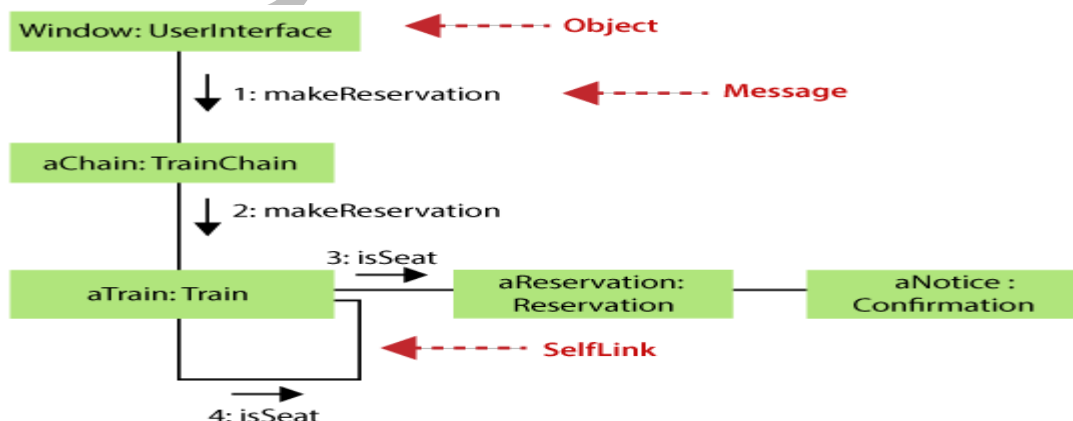 Window: UserInterface
Object
1: makeReservation
Message
aChain: TrainChain
2: makeReservation
3: isSeat
aTrain: Train
aReservation:
Reservation
aNotice :
Confirmation
SelfLink
4: isSeat